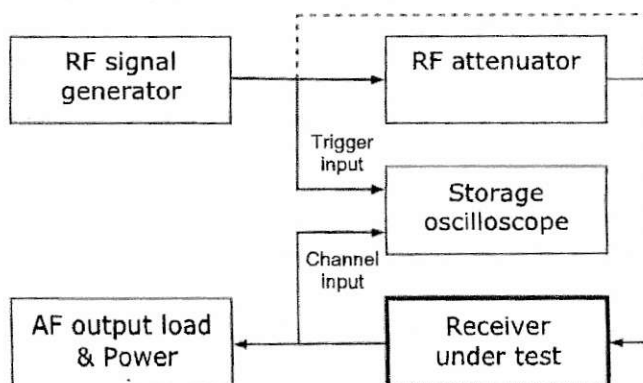 RF signal
generator
RF attenuator
Trigger
input
Storage
oscilloscope
Channel
input
AF output load
& Power
Receiver
under test